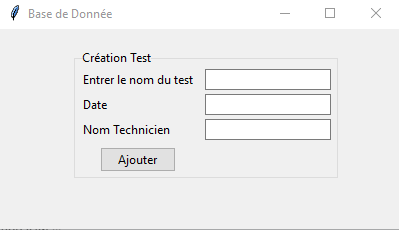 Base de Donnée
Création Test
Entrer le nom du test
Date
Nom Technicien
Ajouter